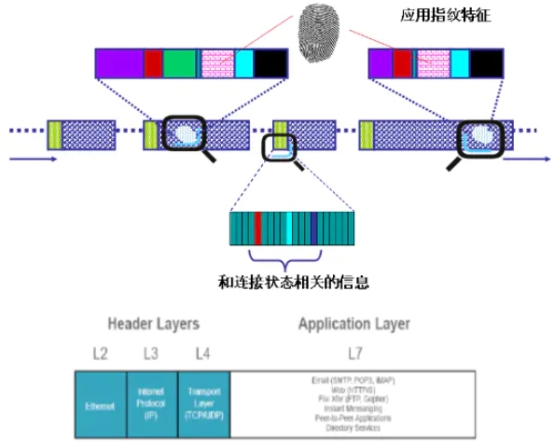 应用指纹特征
和连接状态相关的信息
Header Layers
Application Layer
L2
L3
L4
L7
Ethernet
Internet
Protocol
(IP)
Transport
Layer
(TCP/UDP)
Email (SMTP, POP3, IMAP)
Web (HTTP/S)
File Xfer (FTP, Gopher)
Instant Messaging
Peer-to-Peer Applications
Directory Services